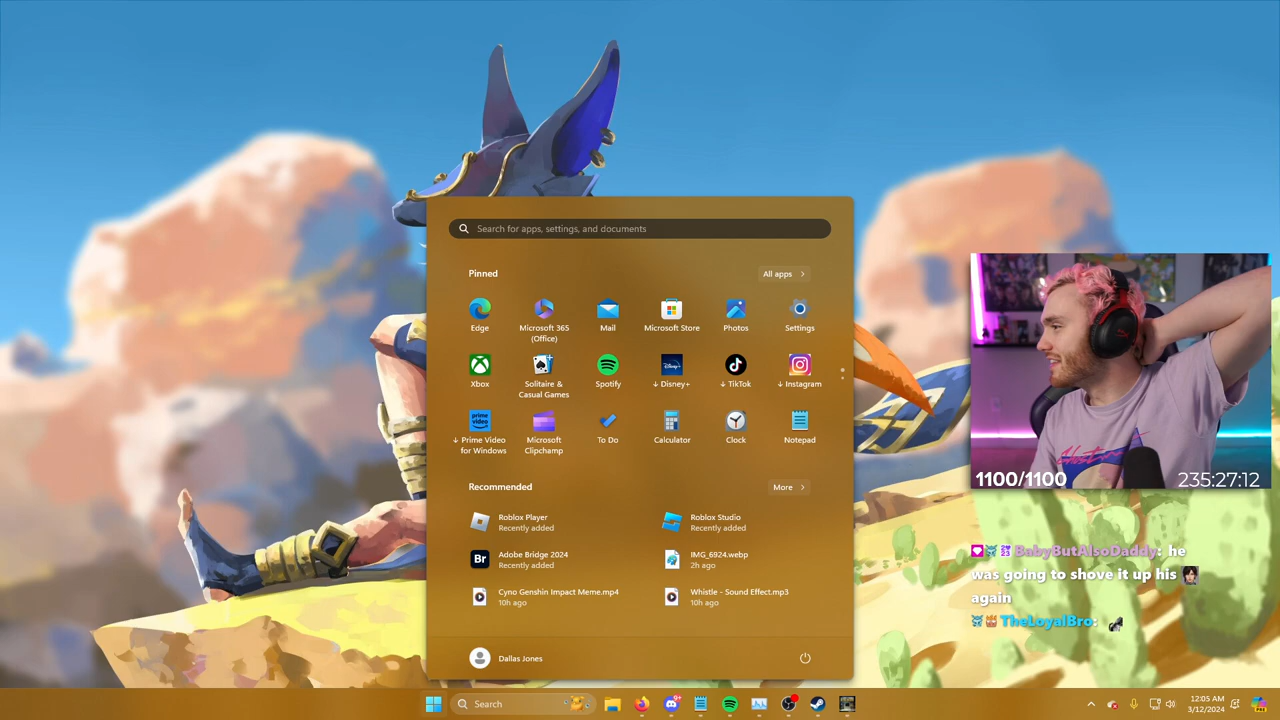 Search for apps, settings, and documents
Pinned
All apps
Edge
Microsoft 365
(Office)
Mail
Microsoft Store
Photos
Settings
Xbox
Solitaire &
Casual Games
Spotify
Disney+
TikTok
Instagram
Prime Video
for Windows
Microsoft
Clipchamp
To Do
Calculator
Clock
Notepad
Recommended
More
Roblox Player
Recently added
Roblox Studio
Recently added
Br
Adobe Bridge 2024
Recently added
IMG_6924.webp
2h ago
Cyno Genshin Impact Meme.mp4
10h ago
Whistle - Sound Effect.mp3
10h ago
Dallas Jones
1100/1100
235:27:12
BabyButAlsoDaddy: he
was going to shove it up his
again
TheLoyalBro:
Search
12:05 AM
3/12/2024